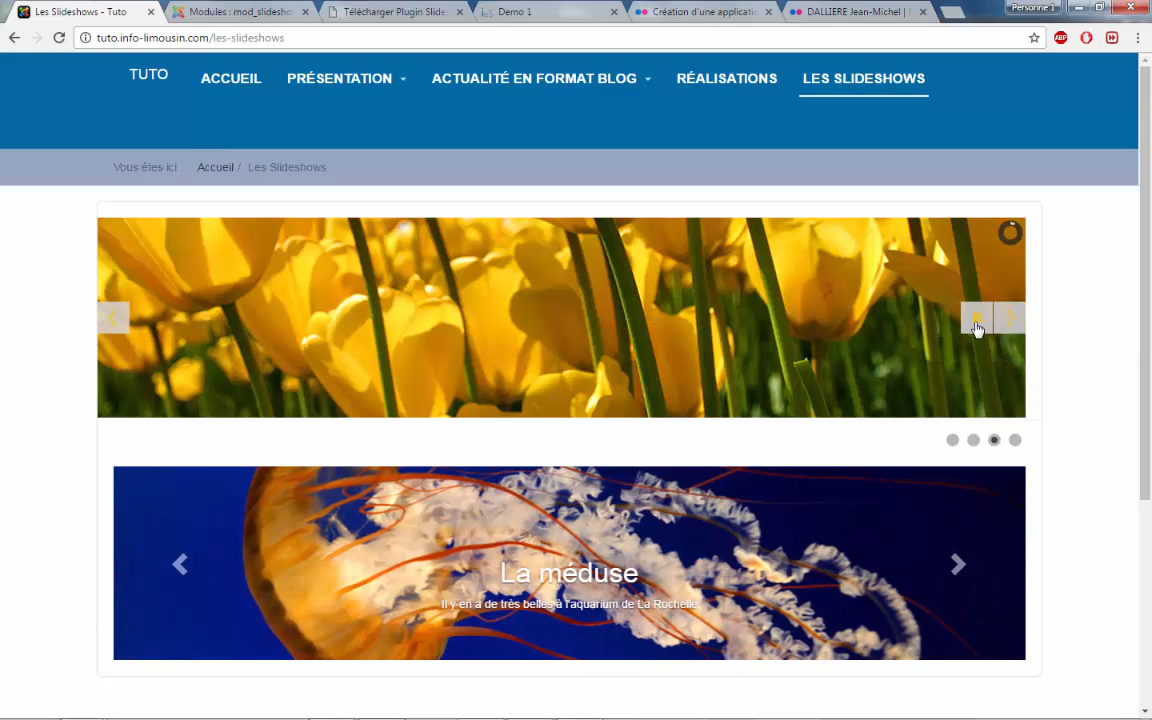 Les Slideshows - Tuto
Modules : mod_slidesho
Télécharger Plugin Slide
Demo 1
Création d'une applicatio
DALLIERE Jean-Michel |
Personne 1
tuto.info-limousin.com/les-slideshows
TUTO
ACCUEIL
PRÉSENTATION
ACTUALITÉ EN FORMAT BLOG
RÉALISATIONS
LES SLIDESHOWS
Vous êtes ici
Accueil / Les Slideshows
La méduse
Il y en a de très belles à l'aquarium de La Rochelle